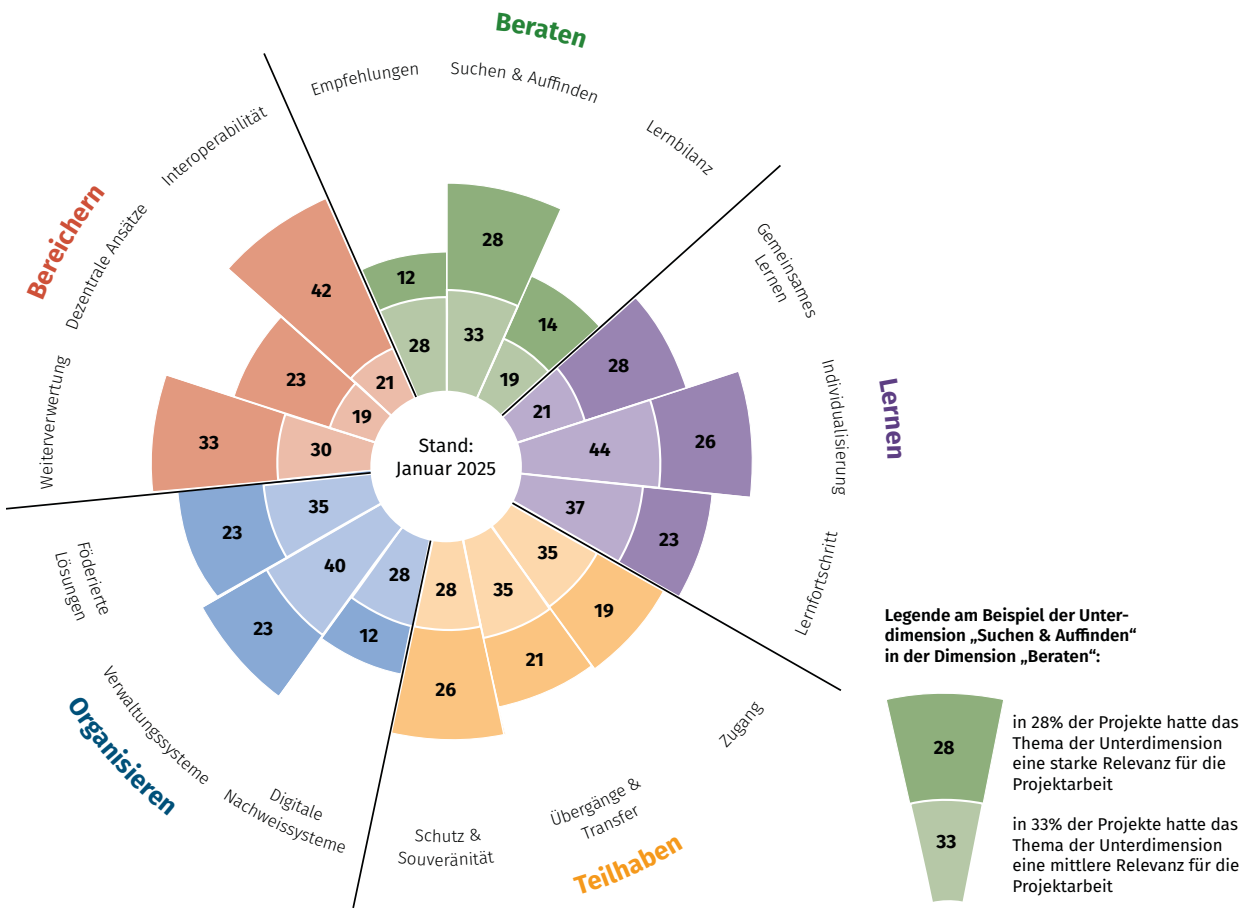 Beraten
Empfehlungen
Suchen & Auffinden
Lernbilanz
12
28
28
33
14
19
Lernen
Gemeinsames
Lernen
Individualisierung
Lernfortschritt
28
21
26
44
23
37
Teilhaben
Zugang
Übergänge &
Transfer
Schutz &
Souveränität
19
35
21
35
26
28
Organisieren
Digitale
Nachweissysteme
Verwaltungssysteme
Föderierte
Lösungen
12
28
23
40
23
35
Bereichern
Weiterverwertung
Dezentrale Ansätze
Interoperabilität
33
30
23
19
42
21
Stand:
Januar 2025
Legende am Beispiel der Unter-
dimension „Suchen & Auffinden“
in der Dimension „Beraten“:
28
in 28% der Projekte hatte das
Thema der Unterdimension
eine starke Relevanz für die
Projektarbeit
33
in 33% der Projekte hatte das
Thema der Unterdimension
eine mittlere Relevanz für die
Projektarbeit